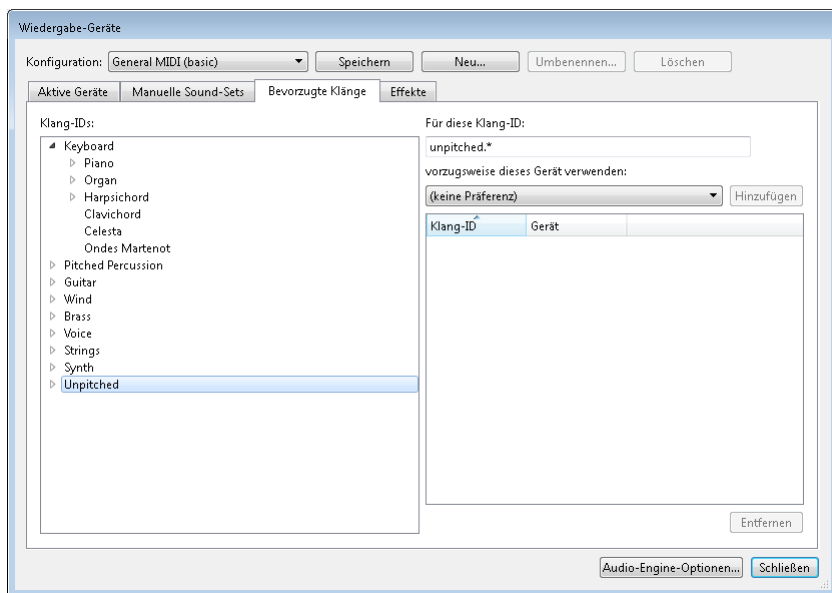 Wiedergabe-Geräte
Konfiguration: General MIDI (basic) Speichern Neu... Umbenennen... Löschen
Aktive Geräte Manuelle Sound-Sets Bevorzugte Klänge Effekte
Klang-IDs:
Keyboard
Piano
Organ
Harpsichord
Clavichord
Celesta
Ondes Martenot
Pitched Percussion
Guitar
Wind
Brass
Voice
Strings
Synth
Unpitched
Für diese Klang-ID:
unpitched.*
vorzugsweise dieses Gerät verwenden:
(keine Präferenz) Hinzufügen
Klang-ID Gerät
Entfernen
Audio-Engine-Optionen... Schließen